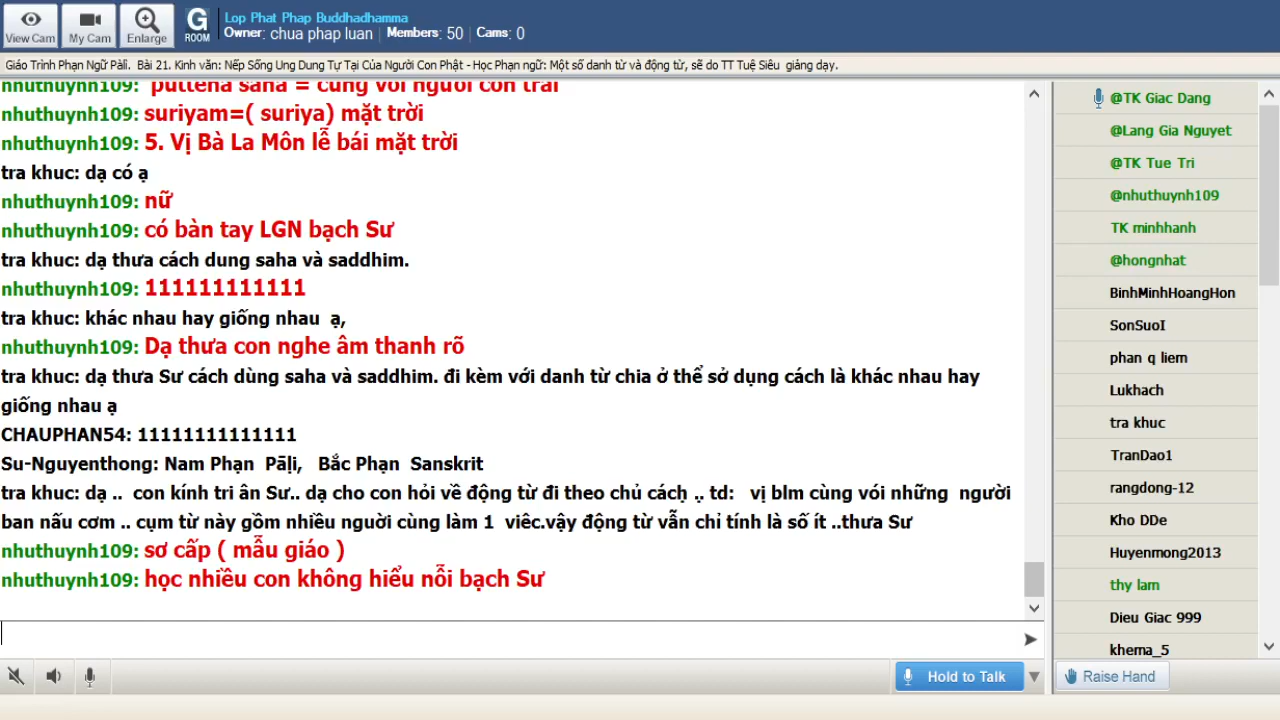 View Cam
My Cam
Enlarge
G
ROOM
Lop Phat Phap Buddhadhamma
Owner: chua phap luan | Members: 50 | Cams: 0
Giáo Trình Phạn Ngữ Pàli. Bài 21. Kinh văn: Nếp Sống Ung Dung Tự Tại Của Người Con Phật - Học Phạn ngữ: Một số danh từ và động từ, sẽ do TT Tuệ Siêu giảng dạy.
nhuthuynh109: puttena saha = cùng với người con trai
nhuthuynh109: suriyam=( suriya) mặt trời
nhuthuynh109: 5. Vị Bà La Môn lễ bái mặt trời
tra khuc: dạ có ạ
nhuthuynh109: nữ
nhuthuynh109: có bàn tay LGN bạch Sư
tra khuc: dạ thưa cách dung saha và saddhim.
nhuthuynh109: 111111111111
tra khuc: khác nhau hay giống nhau ạ,
nhuthuynh109: Dạ thưa con nghe âm thanh rõ
tra khuc: dạ thưa Sư cách dùng saha và saddhim. đi kèm với danh từ chia ở thể sở dụng cách là khác nhau hay
giống nhau ạ
CHAUPHAN54: 11111111111111
Su-Nguyenthong: Nam Phạn Pāḷi, Bắc Phạn Sanskrit
tra khuc: dạ .. con kính tri ân Sư.. dạ cho con hỏi về động từ đi theo chủ cách .. td: vị blm cùng vói những người
ban nấu cơm .. cụm từ này gồm nhiều nguời cùng làm 1 viêc.vậy động từ vẫn chỉ tính là số ít ..thưa Sư
nhuthuynh109: sơ cấp ( mẫu giáo )
nhuthuynh109: học nhiều con không hiểu nỗi bạch Sư
@TK Giac Dang
@Lang Gia Nguyet
@TK Tue Tri
@nhuthuynh109
TK minhhanh
@hongnhat
BinhMinhHoangHon
SonSuoI
phan q liem
Lukhach
tra khuc
TranDao1
rangdong-12
Kho DDe
Huyenmong2013
thy lam
Dieu Giac 999
khema_5
Hold to Talk
Raise Hand